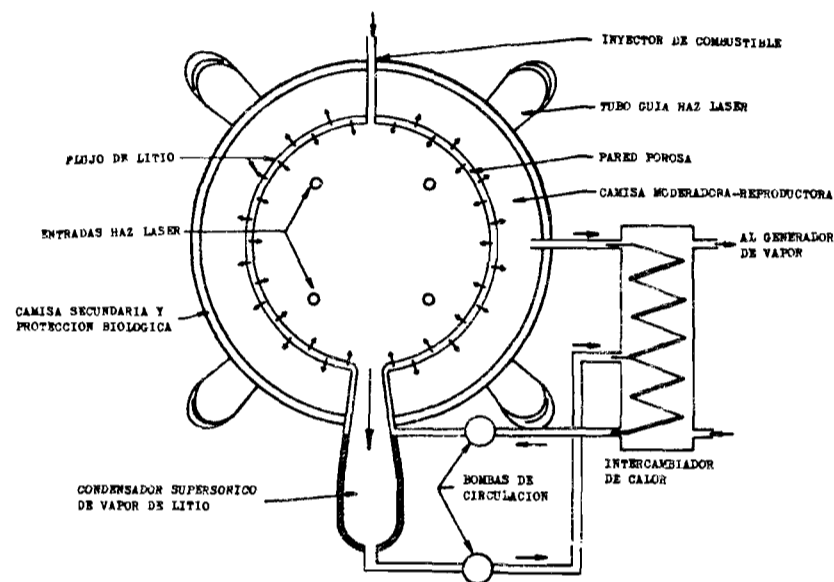 INYECTOR DE COMBUSTIBLE
TUBO GUIA HAZ LASER
FLUJO DE LITIO
PARED POROSA
CAMISA MODERADORA-REPRODUCTORA
ENTRADAS HAZ LASER
AL GENERADOR
DE VAPOR
CAMISA SECUNDARIA Y
PROTECCION BIOLOGICA
INTERCAMBIADOR
DE CALOR
BOMBAS DE
CIRCULACION
CONDENSADOR SUPERSONICO
DE VAPOR DE LITIO